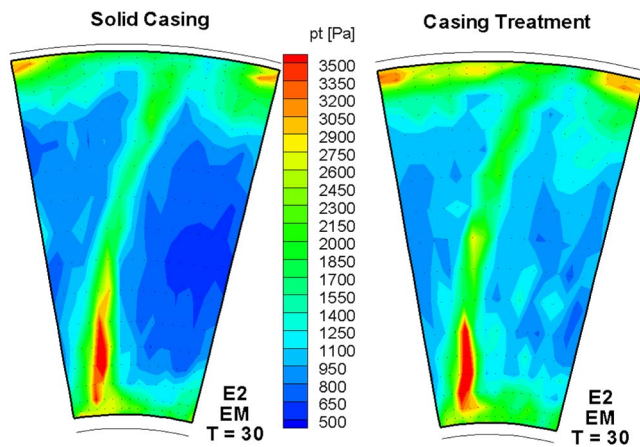 Solid Casing
pt [Pa]
Casing Treatment
3500
3350
3200
3050
2900
2750
2600
2450
2300
2150
2000
1850
1700
1550
1400
1250
1100
950
800
650
500
E2
EM
T = 30
E2
EM
T = 30